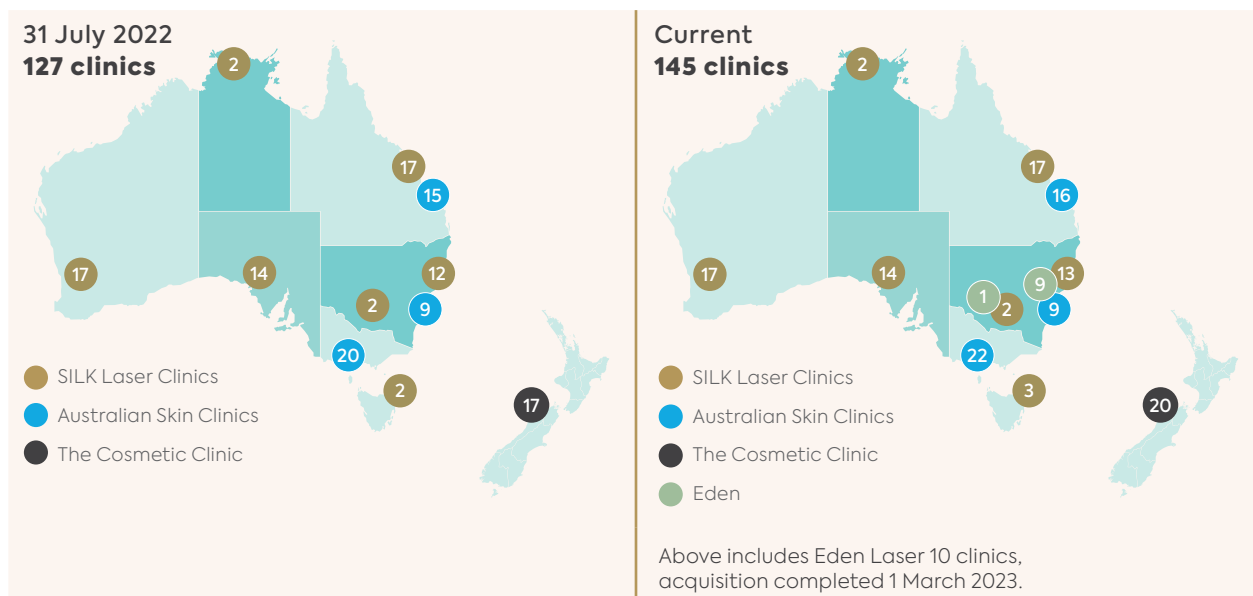 31 July 2022
127 clinics
2
17
15
17
14
12
2
9
20
2
17
SILK Laser Clinics
Australian Skin Clinics
The Cosmetic Clinic
Current
145 clinics
2
17
16
17
14
13
9
1
2
9
22
3
20
SILK Laser Clinics
Australian Skin Clinics
The Cosmetic Clinic
Eden
Above includes Eden Laser 10 clinics,
acquisition completed 1 March 2023.